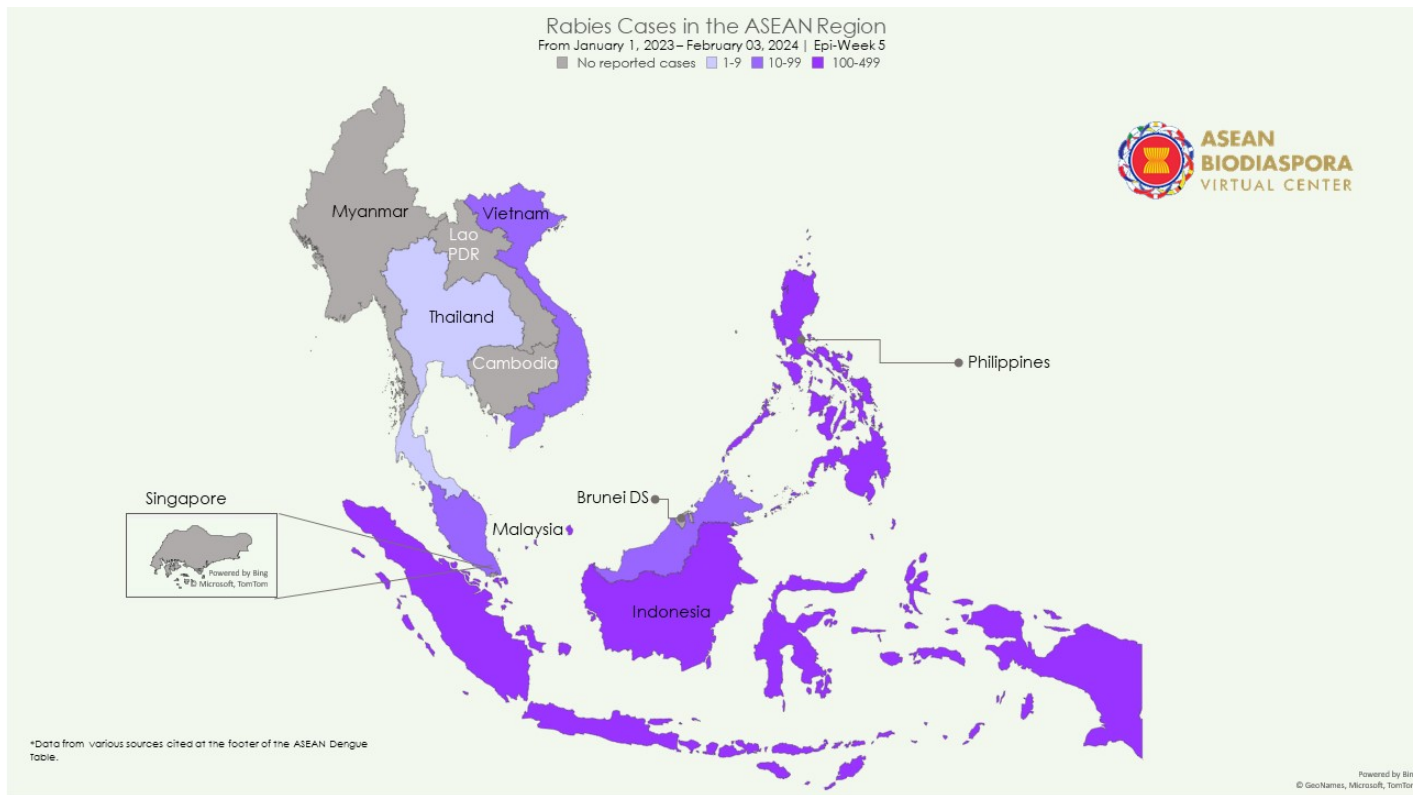 Rabies Cases in the ASEAN Region
From January 1, 2023 – February 03, 2024 | Epi-Week 5
No reported cases 1-9 10-99 100-499
ASEAN
BIODIASPORA
VIRTUAL CENTER
Myanmar
Vietnam
Lao
PDR
Thailand
Cambodia
Philippines
Singapore
Brunei DS
Malaysia
Powered by Bing
© Microsoft, TomTom
Indonesia
*Data from various sources cited at the footer of the ASEAN Dengue
Table.
Powered by Bing
© GeoNames, Microsoft, TomTom